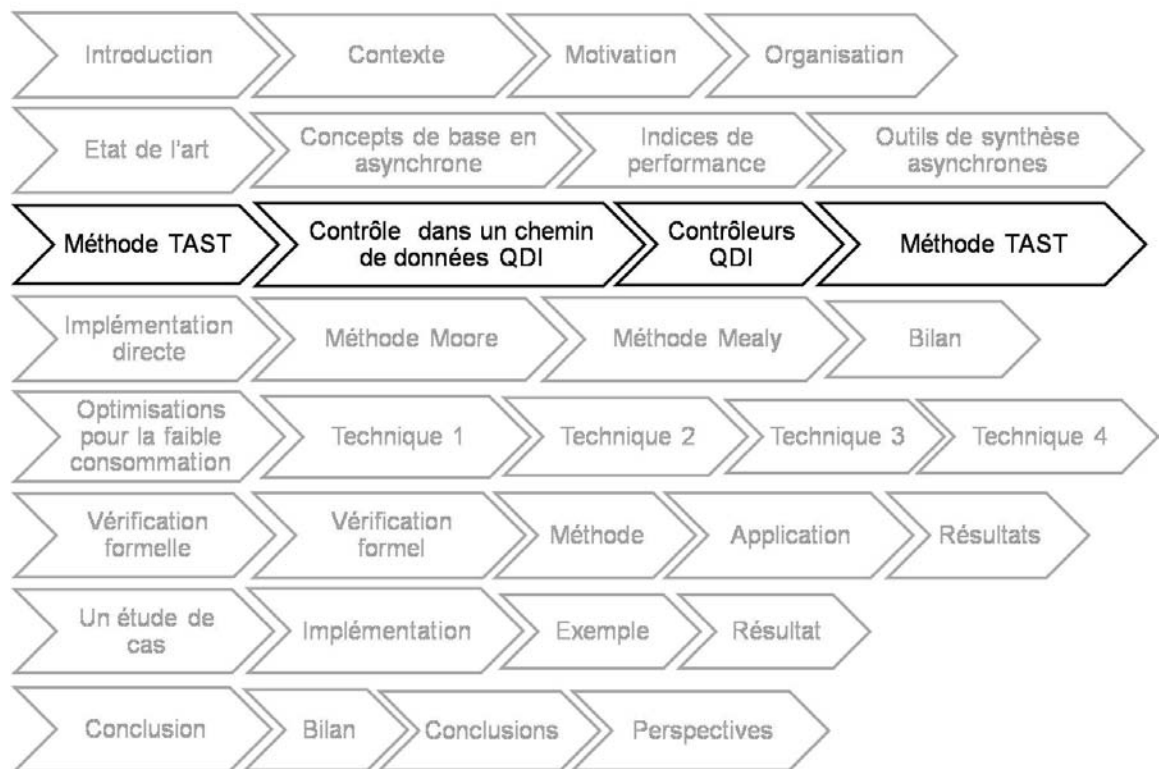 Introduction
Contexte
Motivation
Organisation
Etat de l'art
Concepts de base en
asynchrone
Indices de
performance
Outils de synthèse
asynchrones
Méthode TAST
Contrôle dans un chemin
de données QDI
Contrôleurs
QDI
Méthode TAST
Implémentation
directe
Méthode Moore
Méthode Mealy
Bilan
Optimisations
pour la faible
consommation
Technique 1
Technique 2
Technique 3
Technique 4
Vérification
formelle
Vérification
formel
Méthode
Application
Résultats
Un étude de
cas
Implémentation
Exemple
Résultat
Conclusion
Bilan
Conclusions
Perspectives